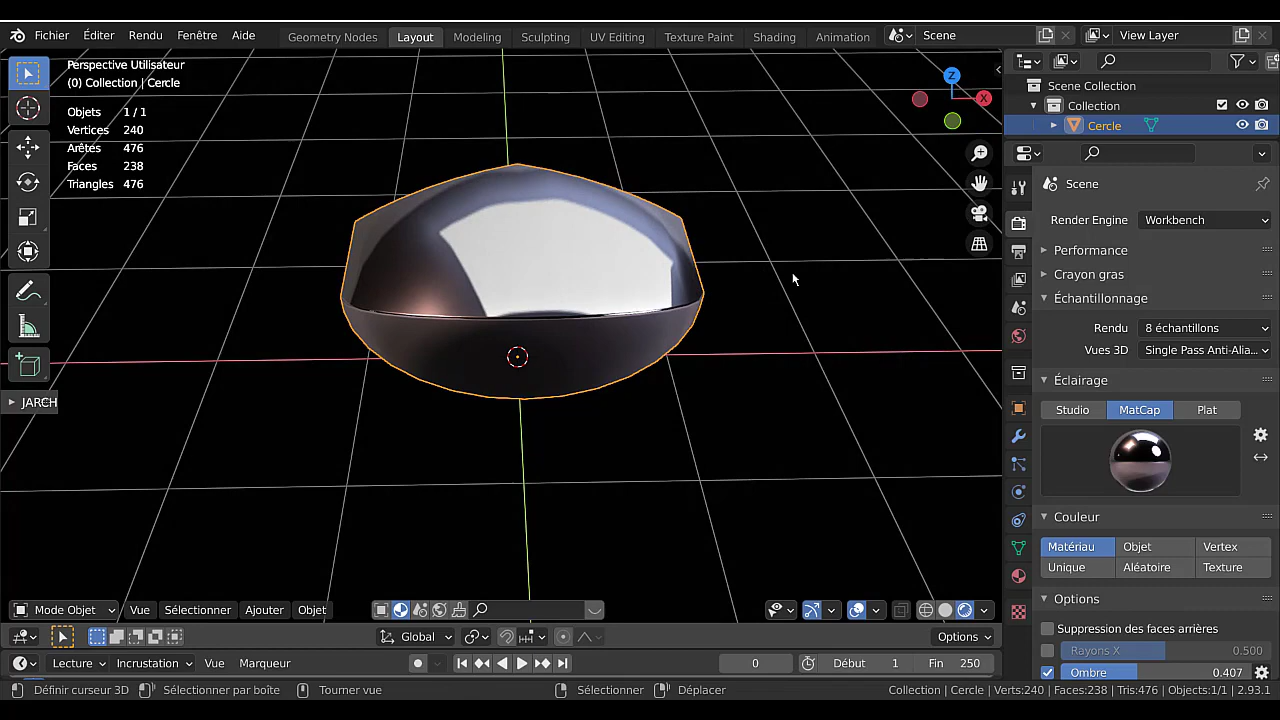 Fichier Éditer Rendu Fenêtre Aide Geometry Nodes Layout Modeling Sculpting UV Editing Texture Paint Shading Animation Scene View Layer
Perspective Utilisateur
(0) Collection | Cercle
Objets 1 / 1
Vertices 240
Arêtes 476
Faces 238
Triangles 476
JARCH
Z
X
Scene Collection
Collection
Cercle
Scene
Render Engine Workbench
Performance
Crayon gras
Échantillonnage
Rendu 8 échantillons
Vues 3D Single Pass Anti-Alia...
Éclairage
Studio MatCap Plat
Couleur
Matériau Objet Vertex
Unique Aléatoire Texture
Options
Suppression des faces arrières
Rayons X 0.500
Ombre 0.407
Mode Objet Vue Sélectionner Ajouter Objet
Global Options
Lecture Incrustation Vue Marqueur 0 Début 1 Fin 250
Définir curseur 3D Sélectionner par boîte Tourner vue Sélectionner Déplacer Collection | Cercle | Verts:240 | Faces:238 | Tris:476 | Objects:1/1 | 2.93.1